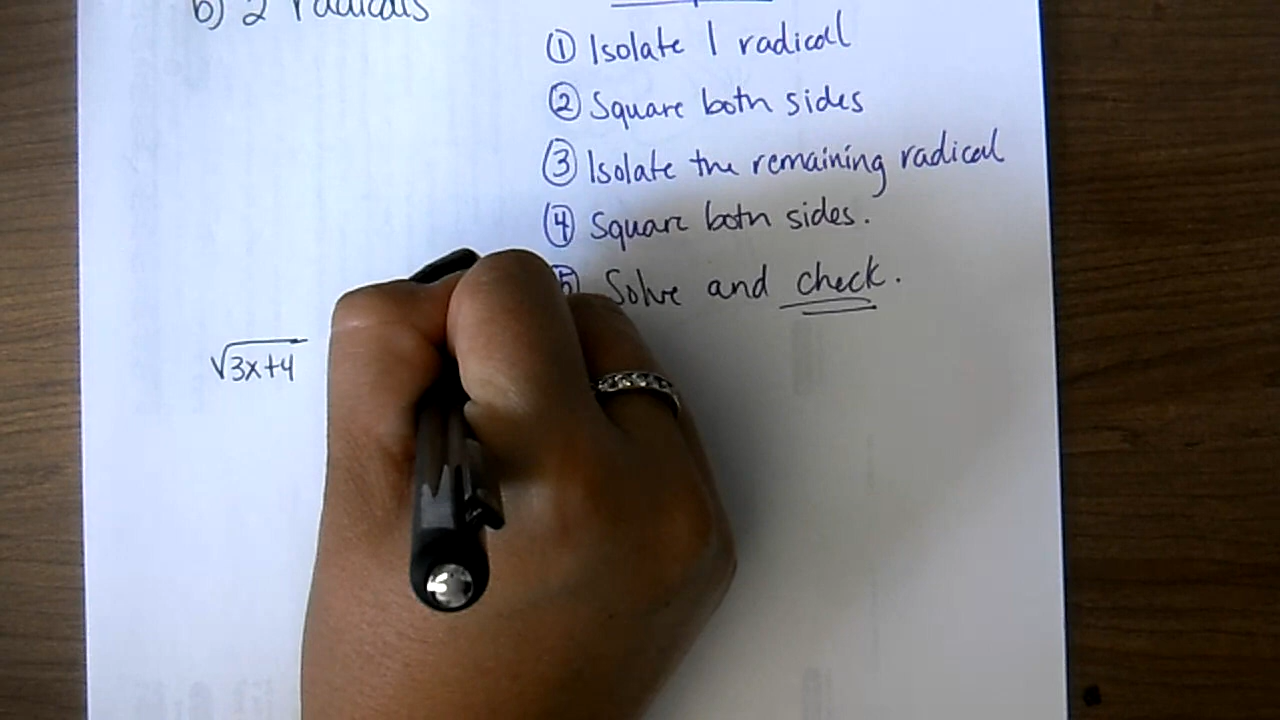 b) 2 radicals
① Isolate 1 radical
② Square both sides
③ Isolate the remaining radical
④ Square both sides.
⑤ Solve and check.
√3x+4